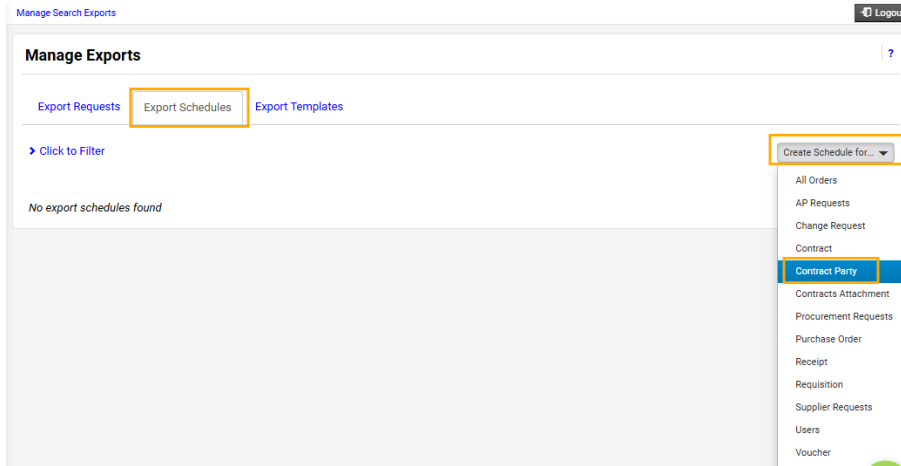 Manage Search Exports
Logou
Manage Exports
?
Export Requests
Export Schedules
Export Templates
Click to Filter
Create Schedule for...
No export schedules found
All Orders
AP Requests
Change Request
Contract
Contract Party
Contracts Attachment
Procurement Requests
Purchase Order
Receipt
Requisition
Supplier Requests
Users
Voucher